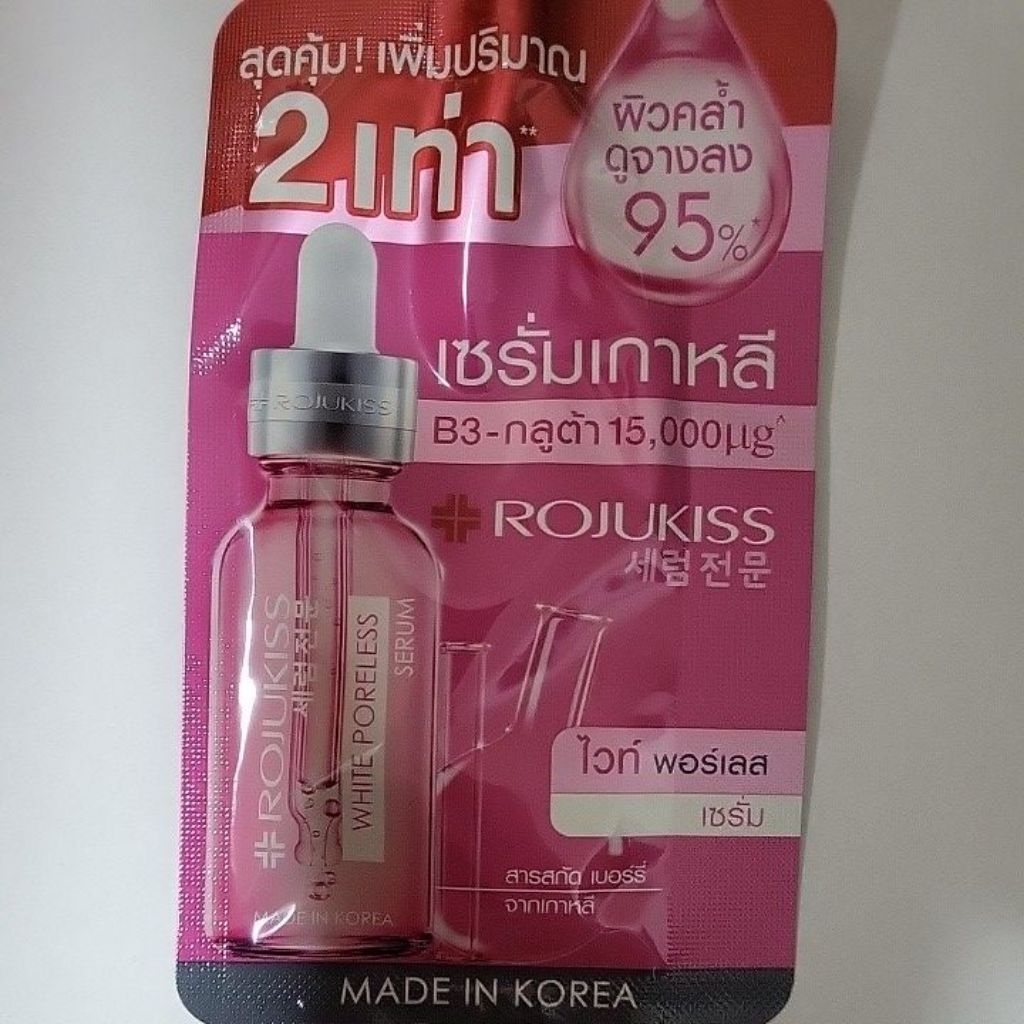 สุดคุ้ม! เพิ่มปริมาณ
2 เท่า**
ผิวคล้ำ
ดูจางลง
95%*
เซรั่มเกาหลี
B3-กลูต้า 15,000µg^
ROJUKISS
세럼전문
ROJUKISS
ROJUKISS
세럼전문
WHITE PORELESS
SERUM
MADE IN KOREA
ไวท์ พอร์เลส
เซรั่ม
สารสกัด เบอร์รี่
จากเกาหลี
MADE IN KOREA